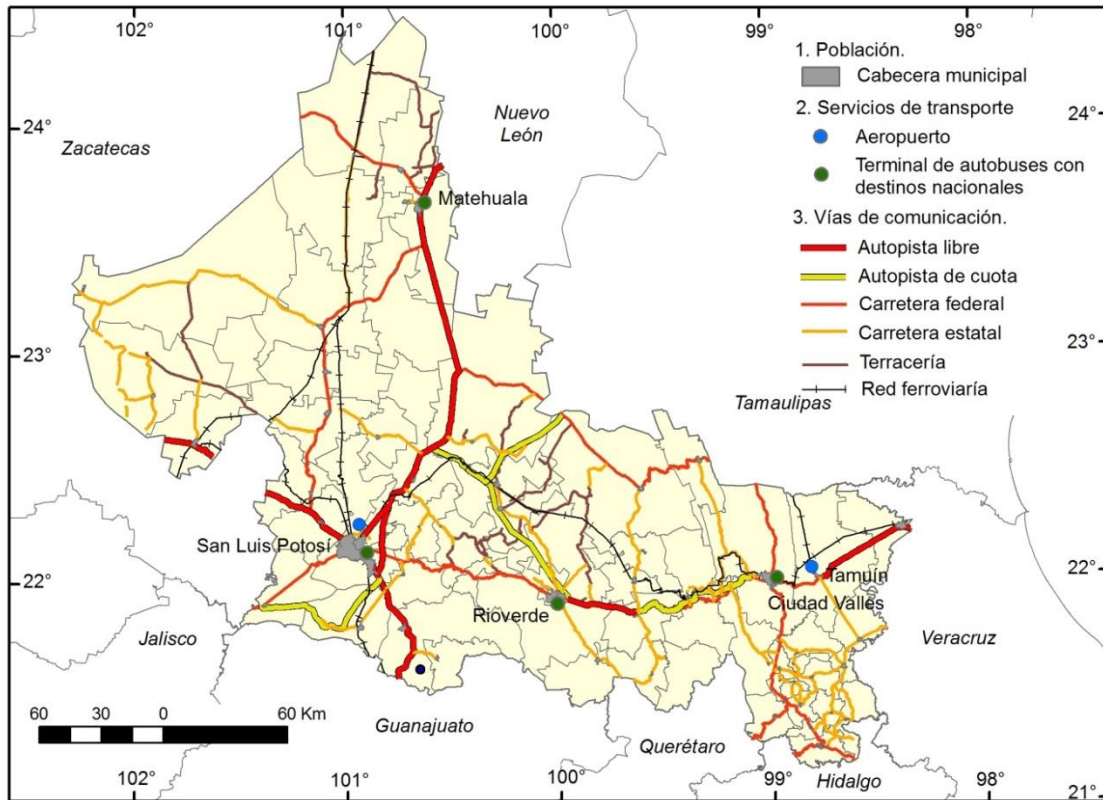 102°
101°
100°
99°
98°
1. Población.
Cabecera municipal
2. Servicios de transporte
Aeropuerto
Terminal de autobuses con
destinos nacionales
3. Vías de comunicación.
Autopista libre
Autopista de cuota
Carretera federal
Carretera estatal
Terracería
Red ferroviaría
24°
24°
Zacatecas
Nuevo
León
Matehuala
23°
23°
Tamaulipas
San Luis Potosí
22°
22°
Tamuín
Rioverde
Ciudad Vallés
Jalisco
Veracruz
60 30 0 60 Km
Guanajuato
Querétaro
Hidalgo
102°
101°
100°
99°
98°
21°